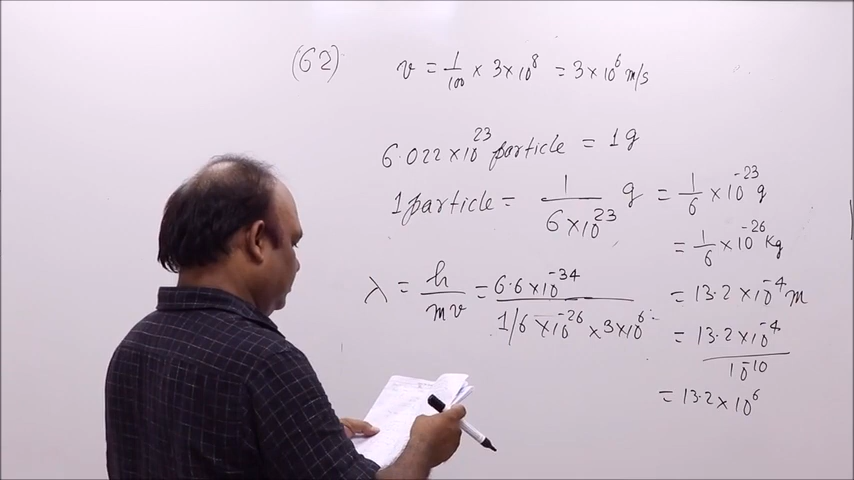 (62) v = 1/100 × 3×10^8 = 3×10^6 m/s
6.022×10^23 particle = 1g
1 particle = 1/(6×10^23) g = 1/6 ×10^-23 g
= 1/6 ×10^-26 Kg
λ = h/mv = (6.6×10^-34)/(1/6 ×10^-26 ×3×10^6) = 13.2×10^-4 m
= (13.2×10^-4)/(10^-10)
= 13.2×10^6